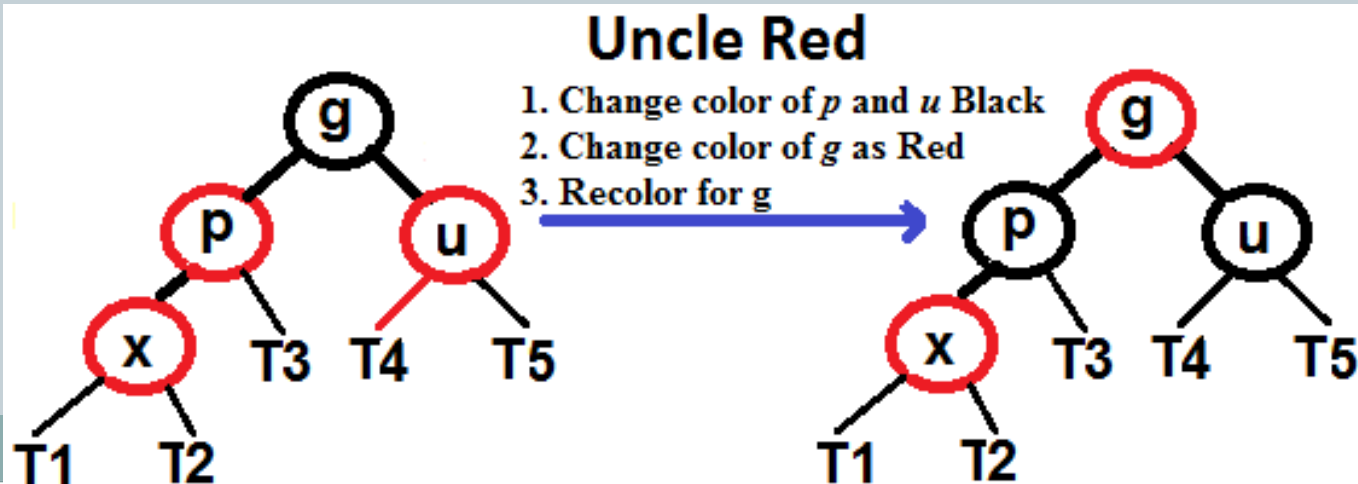 Uncle Red
1. Change color of p and u Black
2. Change color of g as Red
3. Recolor for g
g
p
u
x
T3
T4
T5
T1
T2
g
p
u
x
T3
T4
T5
T1
T2